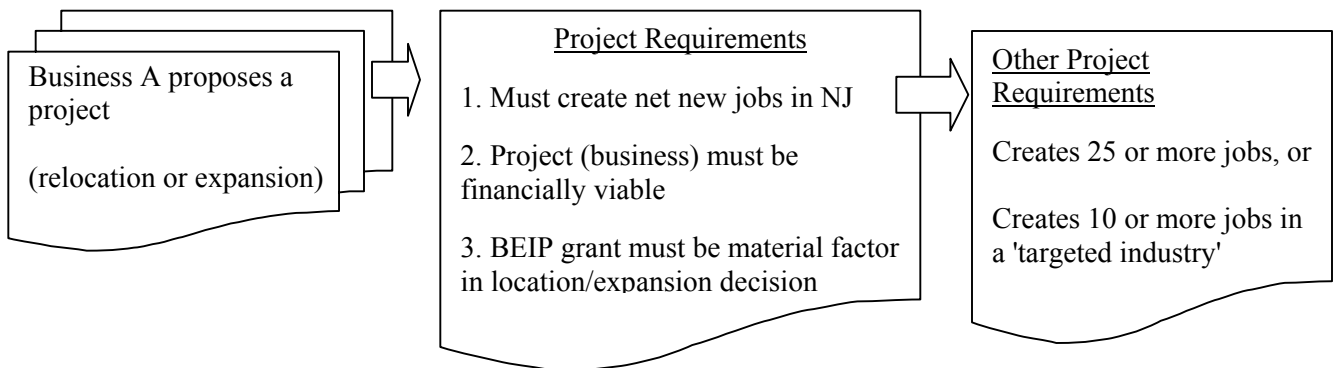 Business A proposes a
project
(relocation or expansion)
Project Requirements
1. Must create net new jobs in NJ
2. Project (business) must be
financially viable
3. BEIP grant must be material factor
in location/expansion decision
Other Project
Requirements
Creates 25 or more jobs, or
Creates 10 or more jobs in
a 'targeted industry'